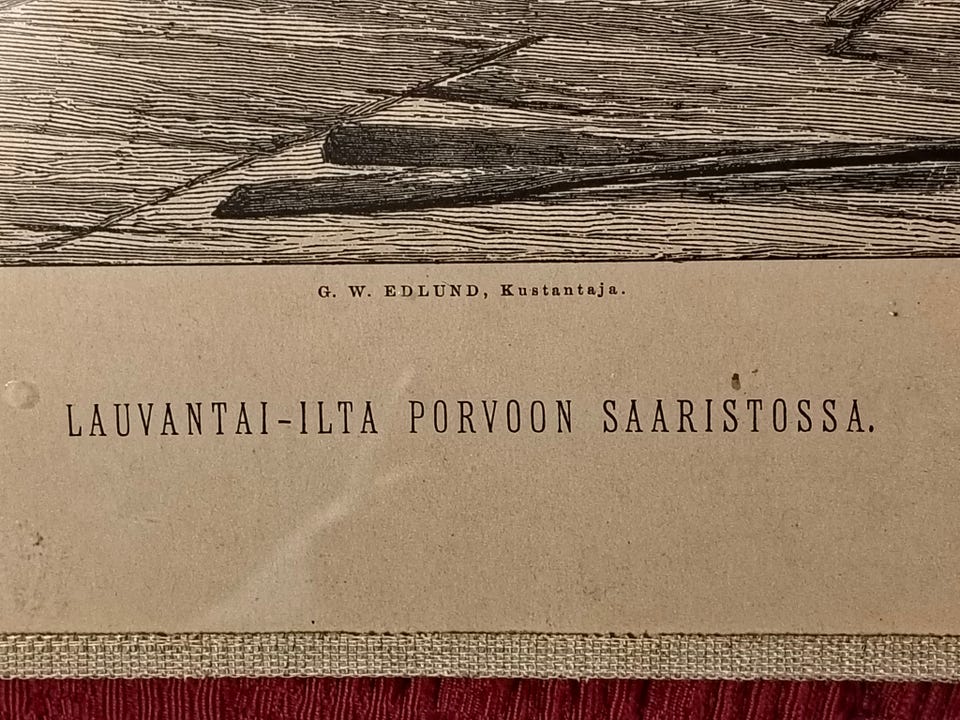 G. W. EDLUND, Kustantaja.
LAUVANTAI-ILTA PORVOON SAARISTOSSA.